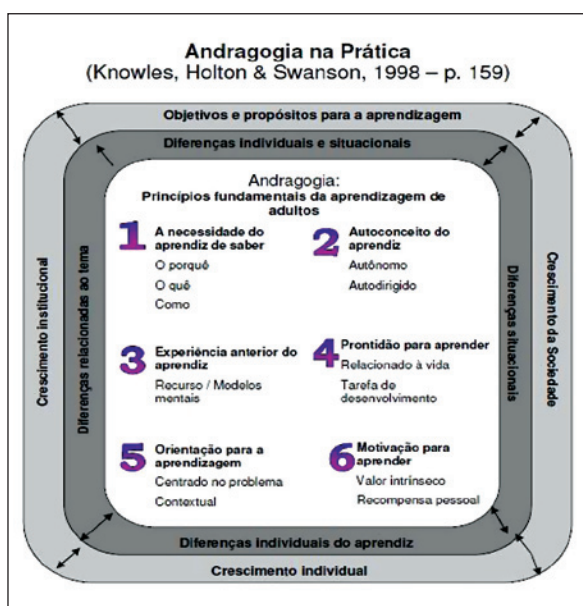 Andragogia na Prática
(Knowles, Holton & Swanson, 1998 – p. 159)
Objetivos e propósitos para a aprendizagem
Diferenças individuais e situacionais
Crescimento institucional
Diferenças relacionadas ao tema
Andragogia:
Princípios fundamentais da aprendizagem de
adultos
1
A necessidade do
aprendiz de saber
O porquê
O quê
Como
2
Autoconceito do
aprendiz
Autônomo
Autodirigido
3
Experiência anterior do
aprendiz
Recurso / Modelos
mentais
4
Prontidão para aprender
Relacionado à vida
Tarefa de
desenvolvimento
5
Orientação para a
aprendizagem
Centrado no problema
Contextual
6
Motivação para
aprender
Valor intrínseco
Recompensa pessoal
Diferenças situacionais
Crescimento da Sociedade
Diferenças individuais do aprendiz
Crescimento individual